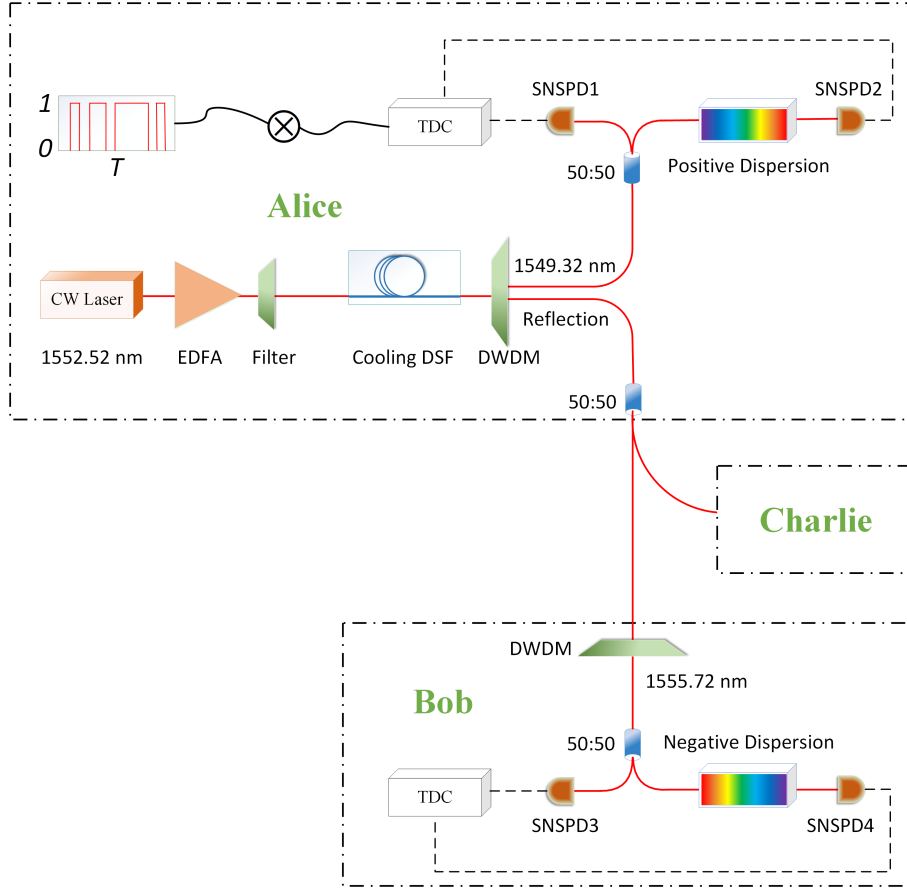 SNSPD1
SNSPD2
1
0
T
TDC
50:50
Positive Dispersion
Alice
1549.32 nm
CW Laser
Reflection
1552.52 nm
EDFA
Filter
Cooling DSF
DWDM
50:50
Charlie
DWDM
1555.72 nm
Bob
50:50
Negative Dispersion
TDC
SNSPD3
SNSPD4